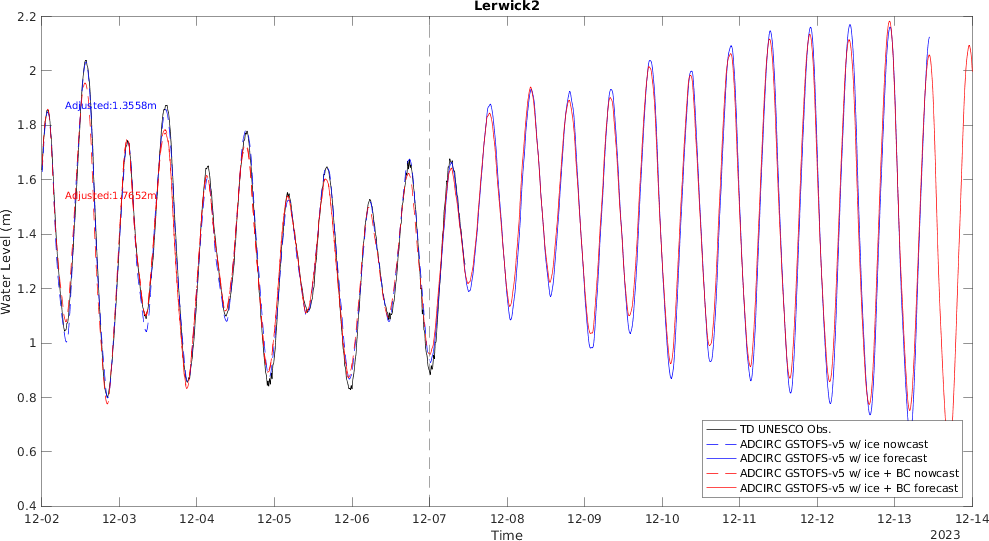 Lerwick2
2.2
2
1.8
1.6
1.4
1.2
1
0.8
0.6
0.4
Water Level (m)
Adjusted:1.3558m
Adjusted:1.7652m
TD UNESCO Obs.
ADCIRC GSTOFS-v5 w/ ice nowcast
ADCIRC GSTOFS-v5 w/ ice forecast
ADCIRC GSTOFS-v5 w/ ice + BC nowcast
ADCIRC GSTOFS-v5 w/ ice + BC forecast
12-02 12-03 12-04 12-05 12-06 12-07 12-08 12-09 12-10 12-11 12-12 12-13 12-14
Time
2023